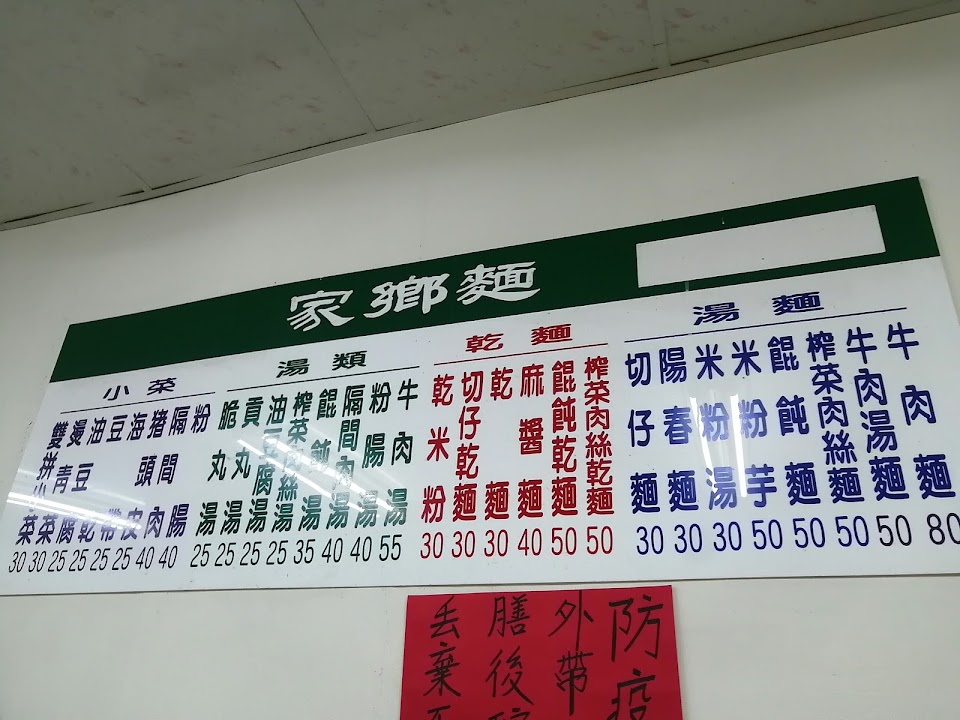 家鄉麵
小菜
雙拼小菜 30
燙青菜 30
油豆腐 25
豆乾 25
海帶 25
豬頭皮 25
隔間肉 40
粉腸 40
湯類
脆丸湯 25
貢丸湯 25
油豆腐湯 25
榨菜肉絲湯 25
餛飩湯 35
隔間肉湯 40
粉腸湯 40
牛肉湯 55
乾麵
乾米粉 30
切仔乾麵 30
乾麵 30
麻醬麵 40
餛飩乾麵 50
榨菜肉絲乾麵 50
湯麵
切仔麵 30
陽春麵 30
米粉湯 30
米粉芋 50
餛飩麵 50
榨菜肉絲麵 50
牛肉湯麵 50
牛肉麵 80
防疫
外帶
膳後
丟棄